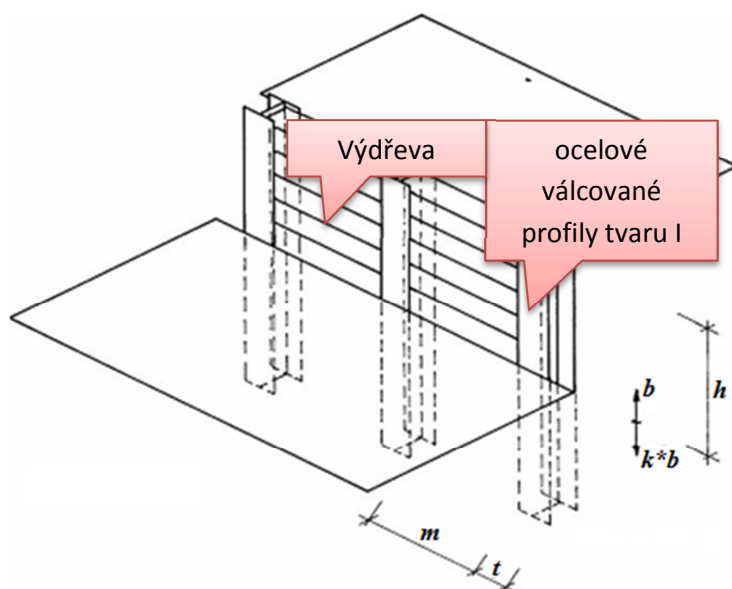 Výdřeva
ocelové
válcované
profily tvaru I
b
h
k*b
m
t